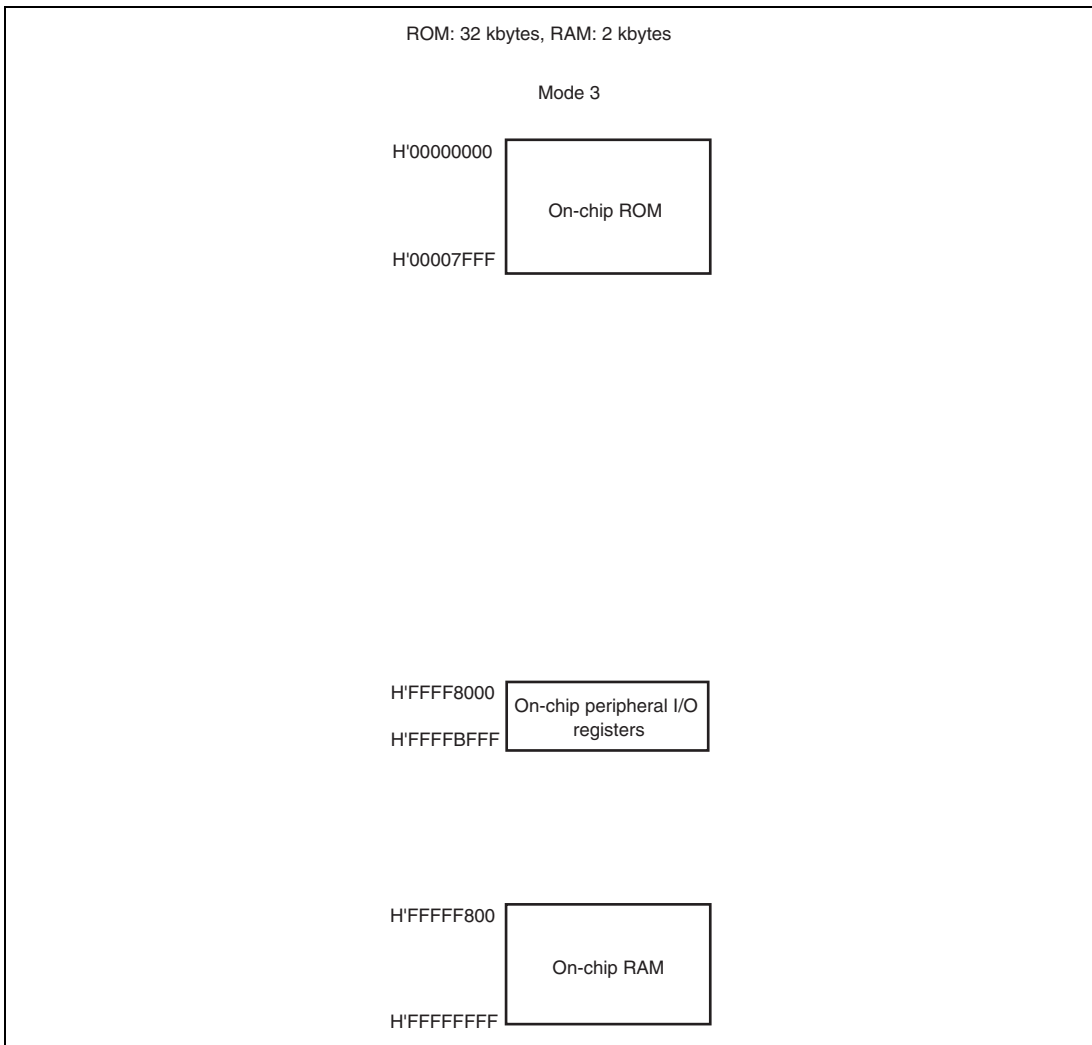 ROM: 32 kbytes, RAM: 2 kbytes
Mode 3
H'00000000
On-chip ROM
H'00007FFF
H'FFFF8000
On-chip peripheral I/O
registers
H'FFFFBFFF
H'FFFFF800
On-chip RAM
H'FFFFFFFF